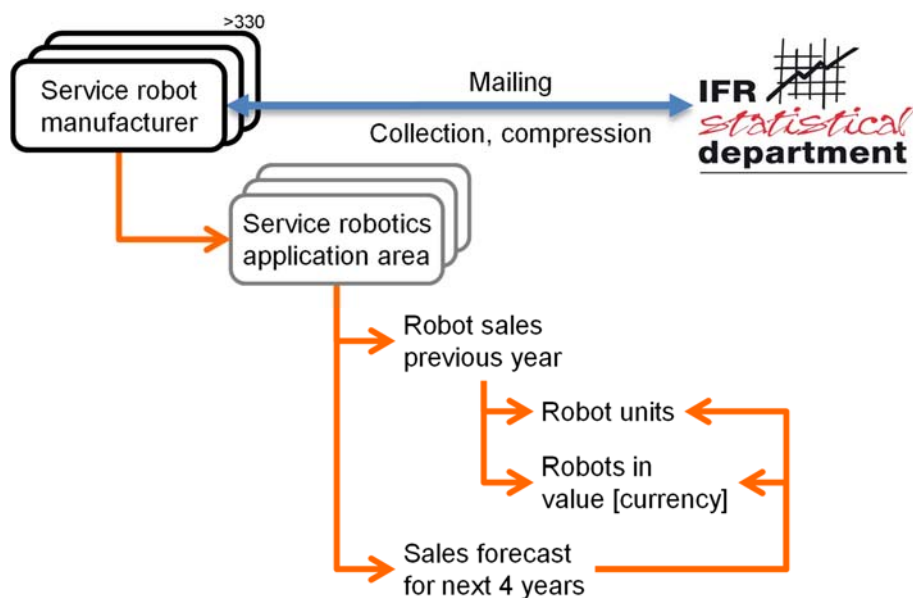 >330
Service robot
manufacturer
Mailing
Collection, compression
IFR
statistical
department
Service robotics
application area
Robot sales
previous year
Robot units
Robots in
value [currency]
Sales forecast
for next 4 years